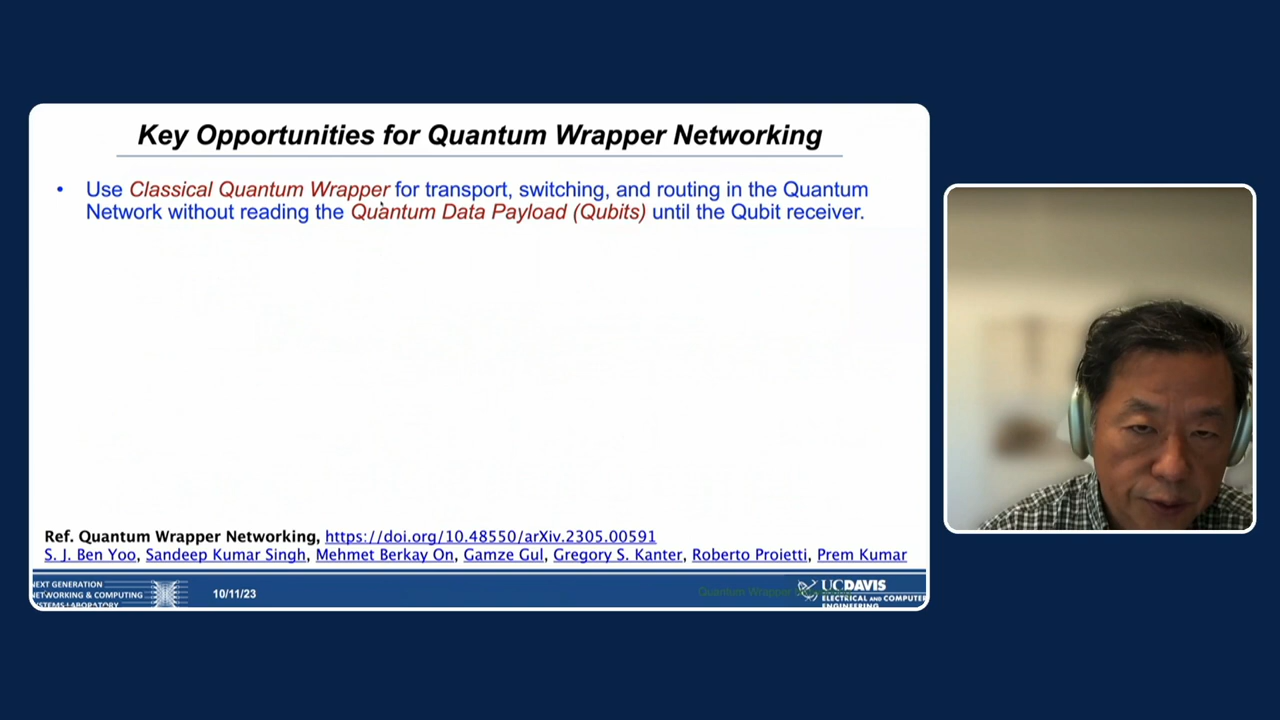 Key Opportunities for Quantum Wrapper Networking
• Use Classical Quantum Wrapper for transport, switching, and routing in the Quantum
Network without reading the Quantum Data Payload (Qubits) until the Qubit receiver.
Ref. Quantum Wrapper Networking, https://doi.org/10.48550/arXiv.2305.00591
S. J. Ben Yoo, Sandeep Kumar Singh, Mehmet Berkay On, Gamze Gul, Gregory S. Kanter, Roberto Proietti, Prem Kumar
NEXT GENERATION
NETWORKING & COMPUTING
SYSTEMS LABORATORY
10/11/23
Quantum Wrapper
UCDAVIS
ELECTRICAL AND COMPUTER
ENGINEERING